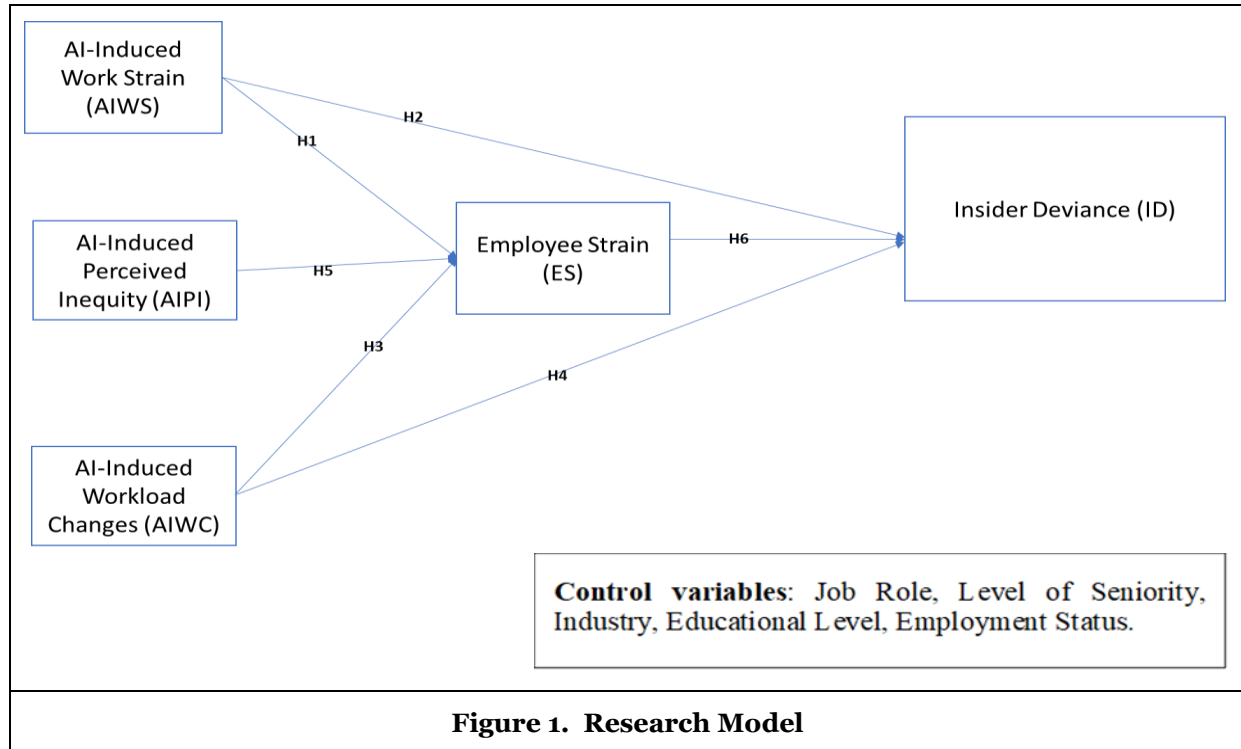 AI-Induced
Work Strain
(AIWS)
H2
H1
AI-Induced
Perceived
Inequity (AIPI)
H5
Employee Strain
(ES)
H6
Insider Deviance (ID)
H3
H4
AI-Induced
Workload
Changes (AIWC)
Control variables: Job Role, Level of Seniority,
Industry, Educational Level, Employment Status.
Figure 1. Research Model